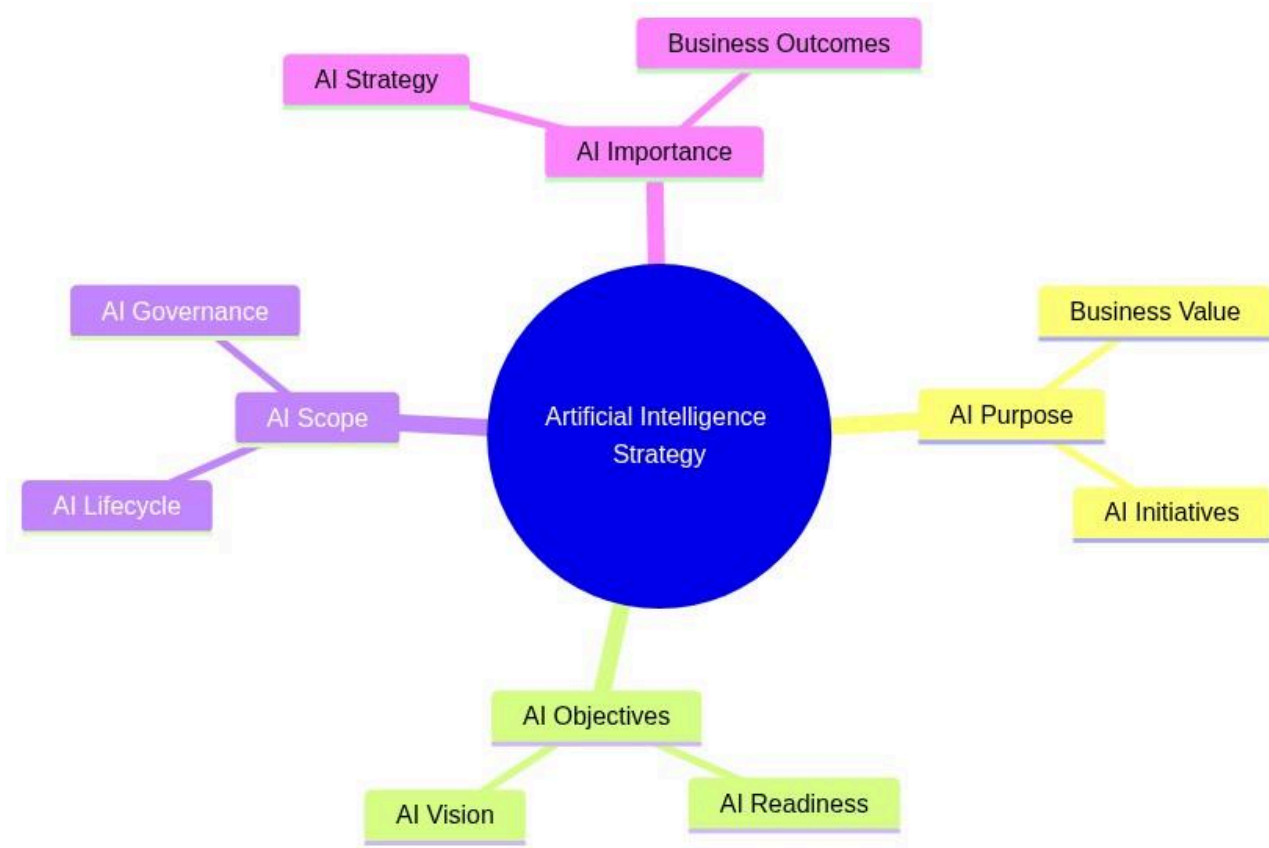 Business Outcomes
AI Strategy
AI Importance
AI Governance
Business Value
AI Scope
Artificial Intelligence
Strategy
AI Purpose
AI Lifecycle
AI Initiatives
AI Objectives
AI Vision
AI Readiness